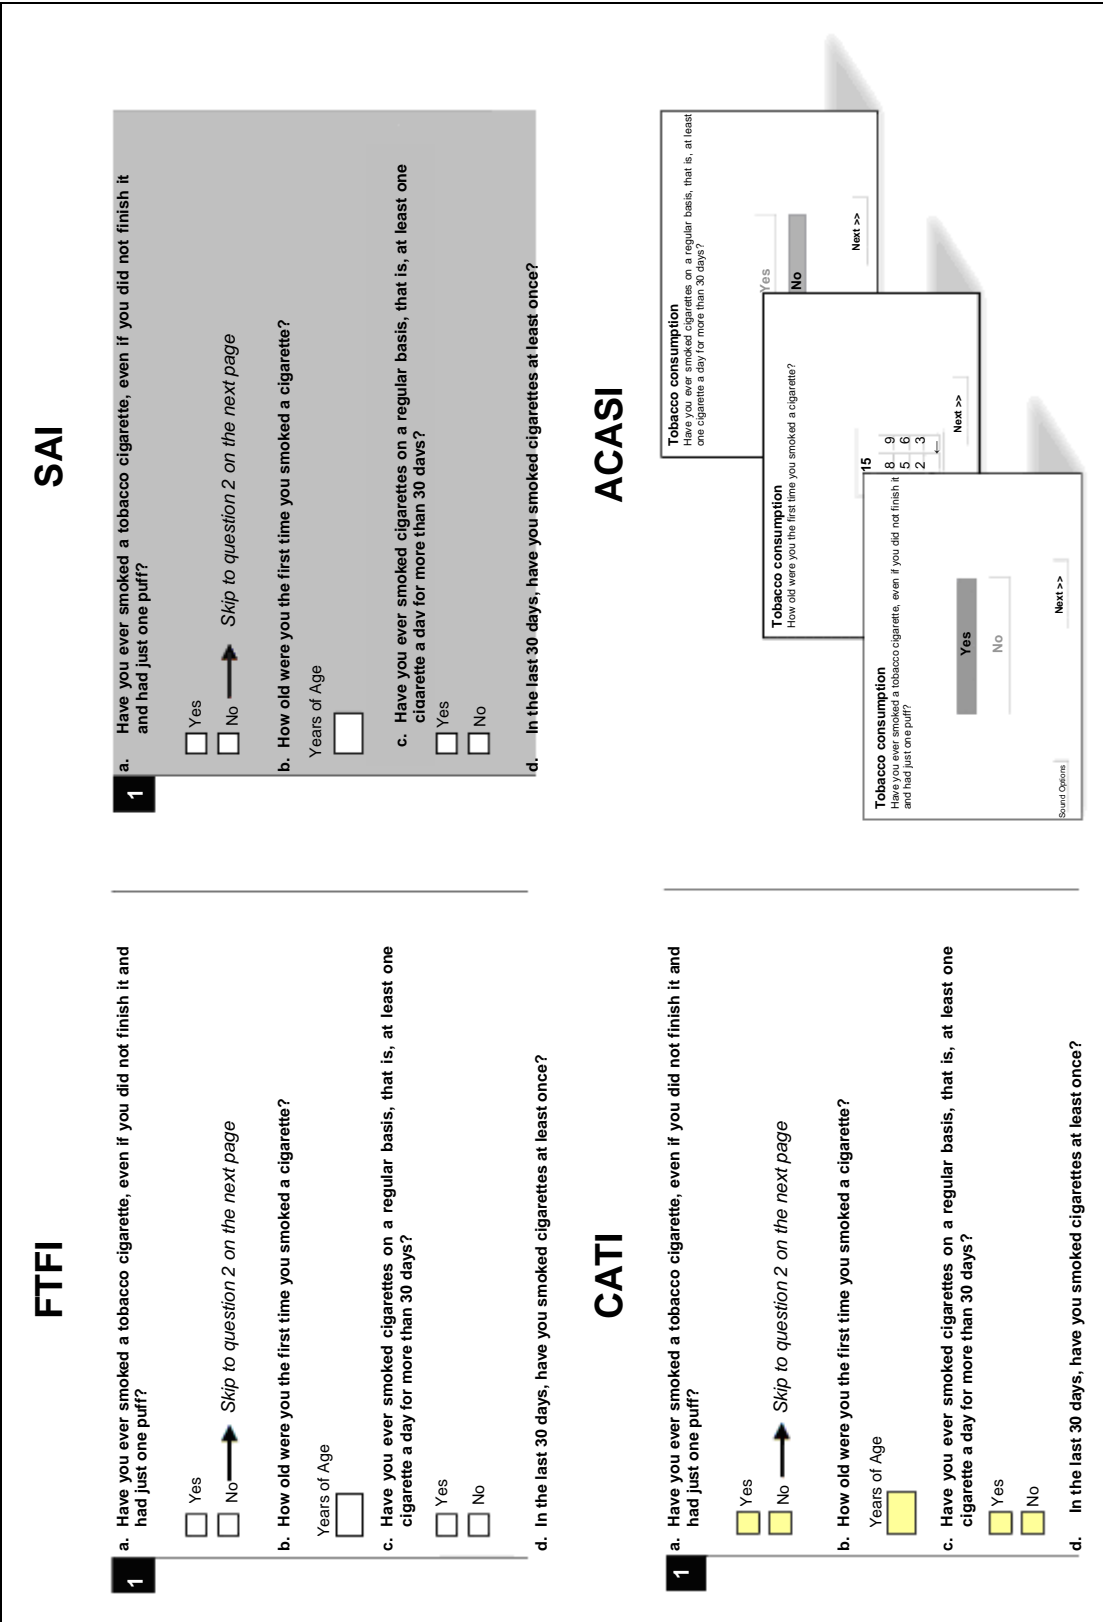 FTFI
1
a. Have you ever smoked a tobacco cigarette, even if you did not finish it and
had just one puff?
Yes
No Skip to question 2 on the next page
b. How old were you the first time you smoked a cigarette?
Years of Age
c. Have you ever smoked cigarettes on a regular basis, that is, at least one
cigarette a day for more than 30 days?
Yes
No
d. In the last 30 days, have you smoked cigarettes at least once?
SAI
1
a. Have you ever smoked a tobacco cigarette, even if you did not finish it
and had just one puff?
Yes
No Skip to question 2 on the next page
b. How old were you the first time you smoked a cigarette?
Years of Age
c. Have you ever smoked cigarettes on a regular basis, that is, at least one
cigarette a day for more than 30 days?
Yes
No
d. In the last 30 days, have you smoked cigarettes at least once?
CATI
1
a. Have you ever smoked a tobacco cigarette, even if you did not finish it and
had just one puff?
Yes
No Skip to question 2 on the next page
b. How old were you the first time you smoked a cigarette?
Years of Age
c. Have you ever smoked cigarettes on a regular basis, that is, at least one
cigarette a day for more than 30 days?
Yes
No
d. In the last 30 days, have you smoked cigarettes at least once?
ACASI
Tobacco consumption
Have you ever smoked cigarettes on a regular basis, that is, at least
one cigarette a day for more than 30 days?
Yes
No
Next >>
Tobacco consumption
How old were you the first time you smoked a cigarette?
15
8 9
5 6
2 3
←
Next >>
Tobacco consumption
Have you ever smoked a tobacco cigarette, even if you did not finish it
and had just one puff?
Yes
No
Sound Options
Next >>